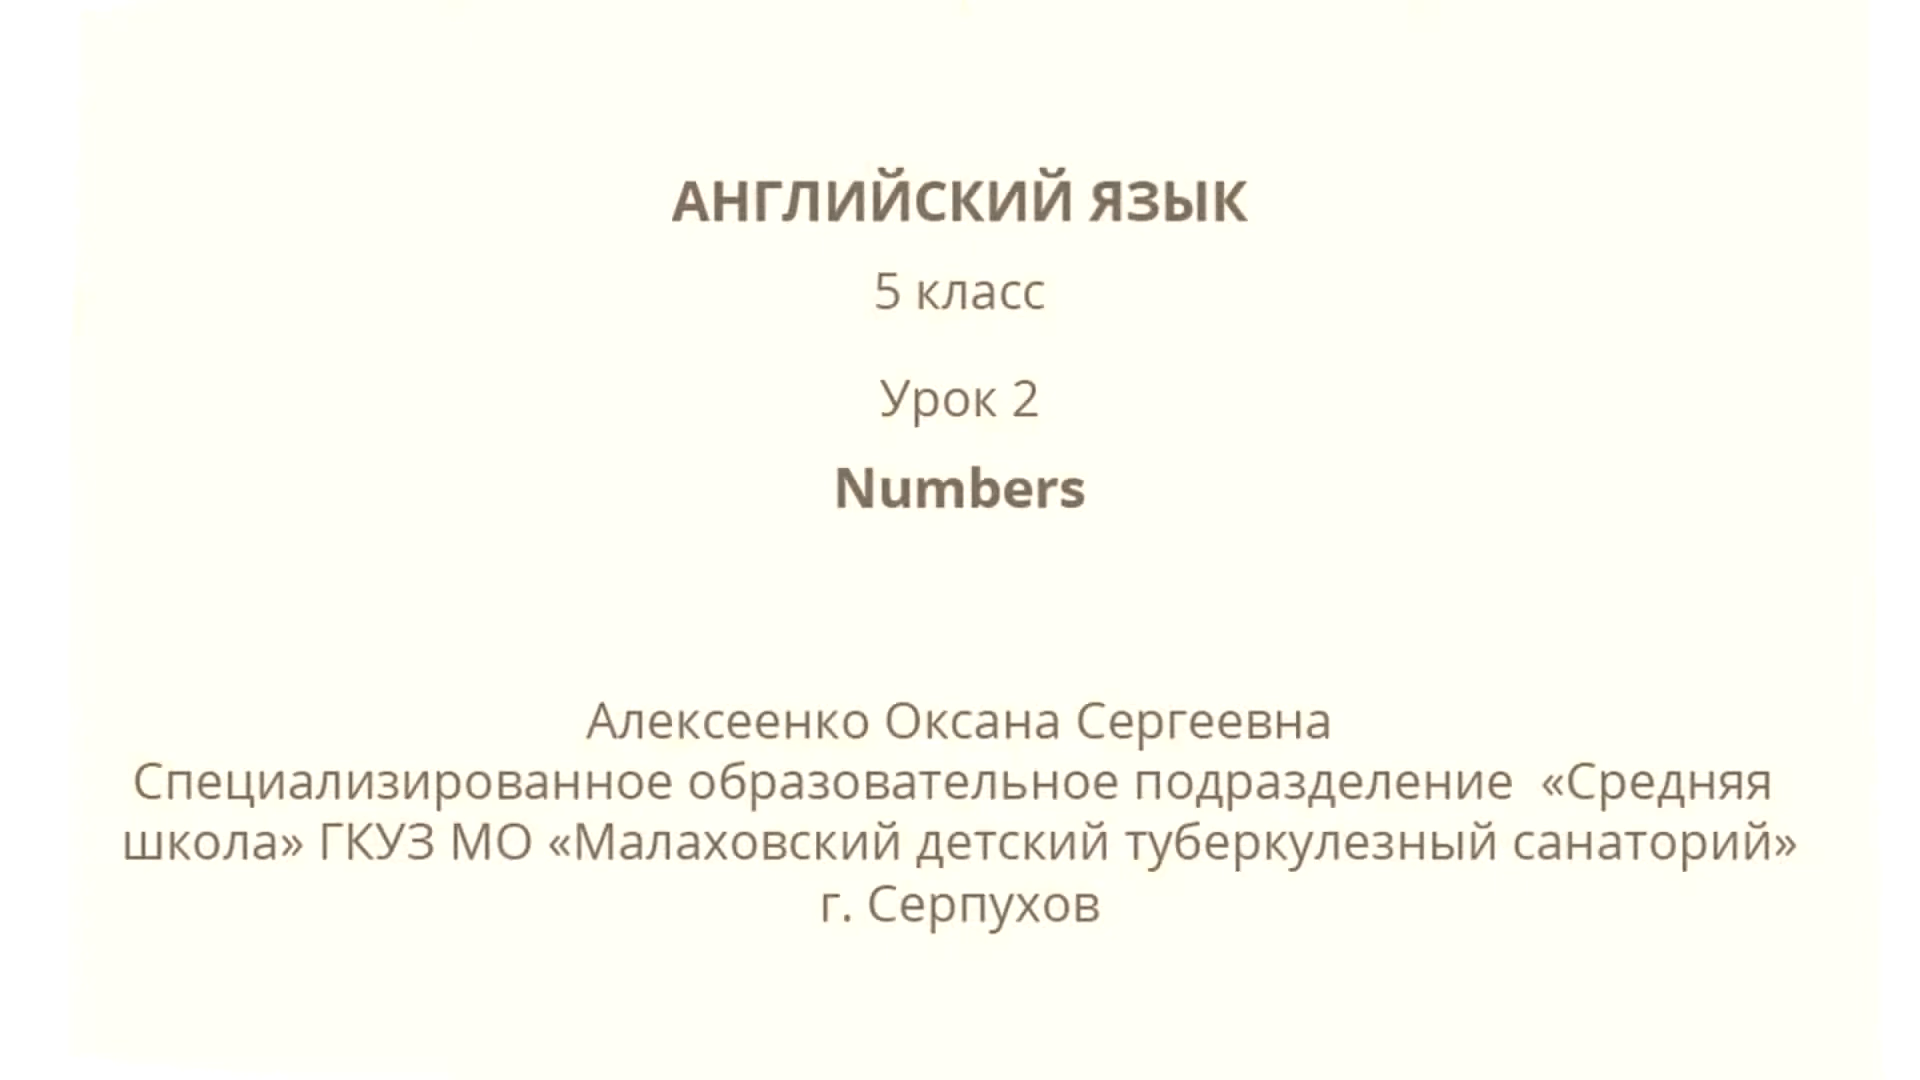 АНГЛИЙСКИЙ ЯЗЫК
5 класс
Урок 2
Numbers
Алексеенко Оксана Сергеевна
Специализированное образовательное подразделение «Средняя
школа» ГКУЗ МО «Малаховский детский туберкулезный санаторий»
г. Серпухов